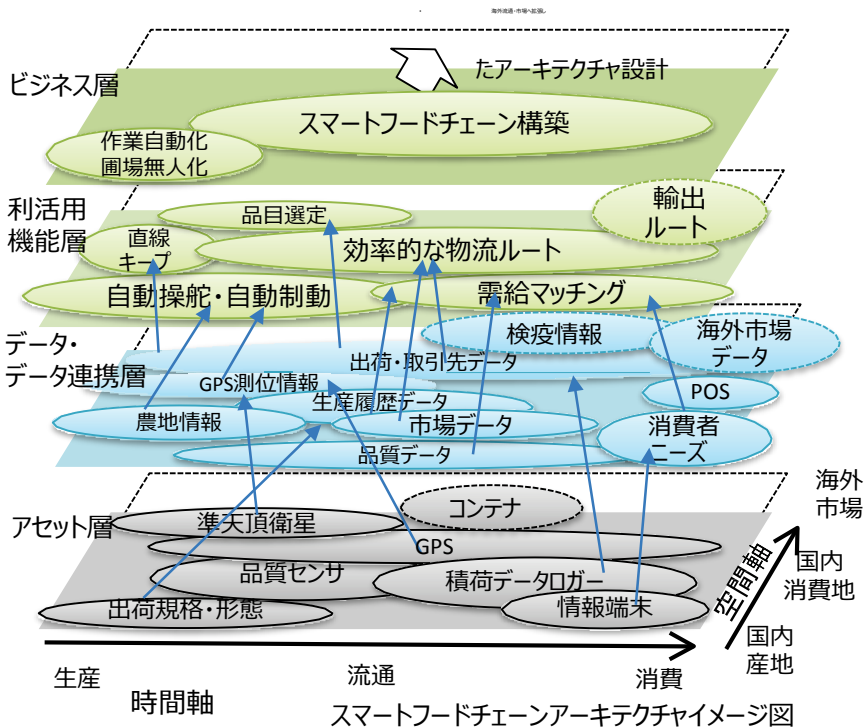 ・ 海外流通・市場へ拡張し
たアーキテクチャ設計
ビジネス層
スマートフードチェーン構築
作業自動化
圃場無人化
利活用
機能層
輸出
ルート
品目選定
直線
キープ
効率的な物流ルート
自動操舵・自動制動
需給マッチング
データ・
データ連携層
検疫情報
海外市場
データ
出荷・取引先データ
GPS測位情報
POS
生産履歴データ
農地情報
市場データ
消費者
ニーズ
品質データ
アセット層
コンテナ
準天頂衛星
GPS
品質センサ
積荷データロガー
出荷規格・形態
情報端末
海外
市場
国内
消費地
空間軸
国内
産地
生産
流通
消費
時間軸
スマートフードチェーンアーキテクチャイメージ図